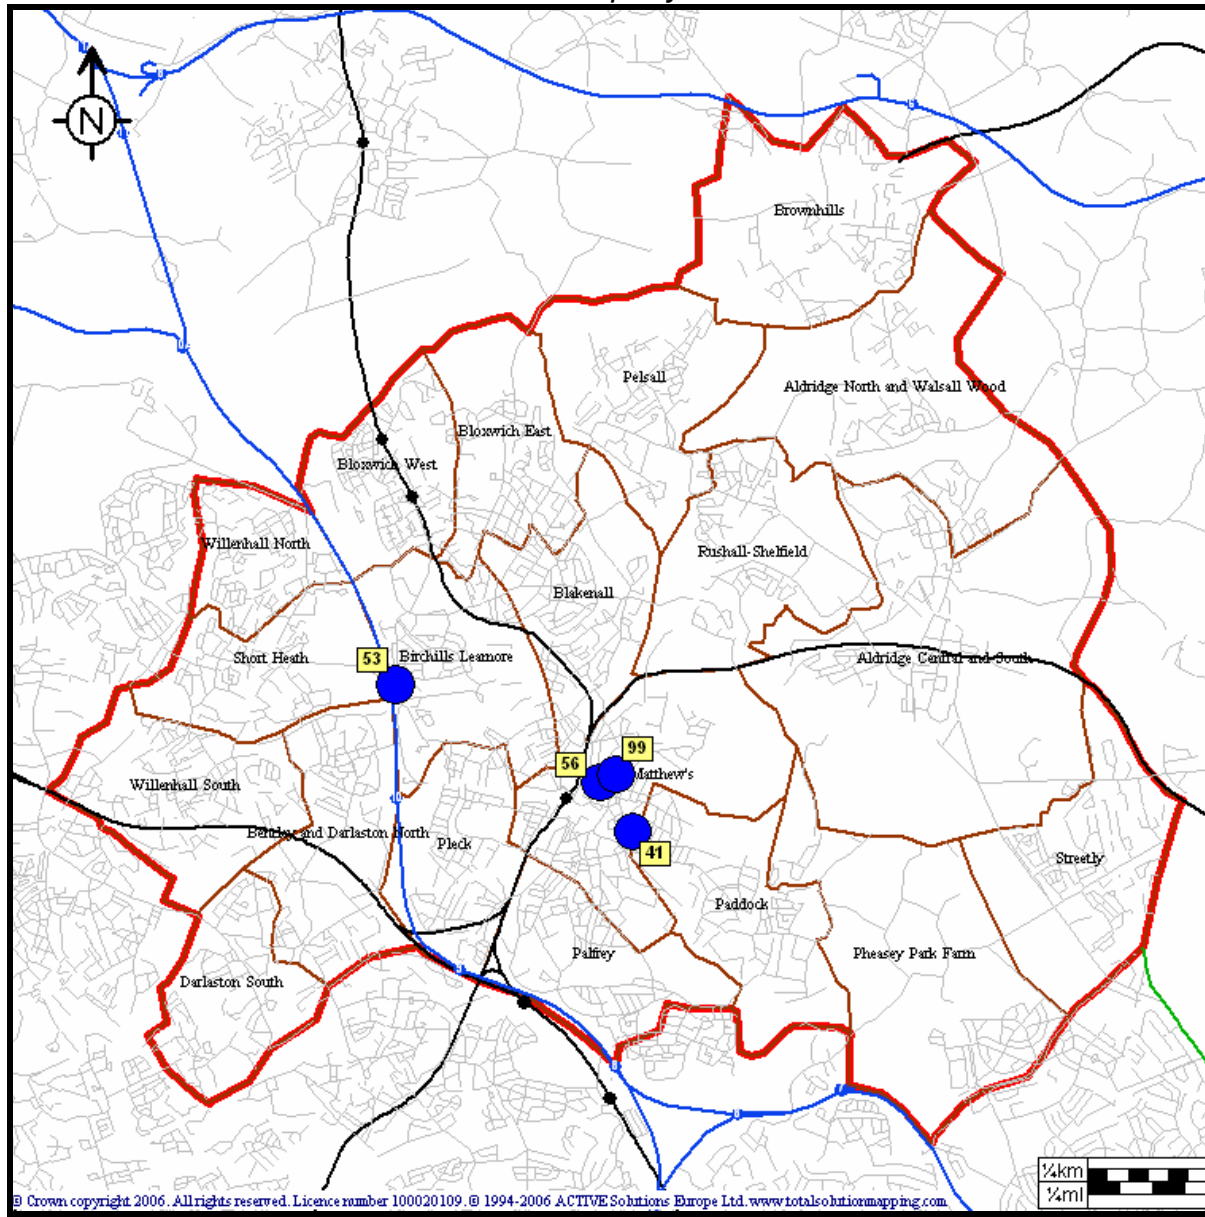 N
Brownhills
Pelsall
Aldridge North and Walsall Wood
Bloxwich East
Bloxwich West
Willenhall North
Rushall-Shelfield
Blakenall
Short Heath
53
Birchills Leamore
Aldridge Central and South
56
99
Matthew's
Willenhall South
Bentley and Darlaston North
Pleck
41
Streetly
Paddock
Palfrey
Pheasey Park Farm
Darlaston South
¼km
¼ml
© Crown copyright 2006. All rights reserved. Licence number 100020109. © 1994-2006 ACTIVE Solutions Europe Ltd. www.totalsolutionmapping.com